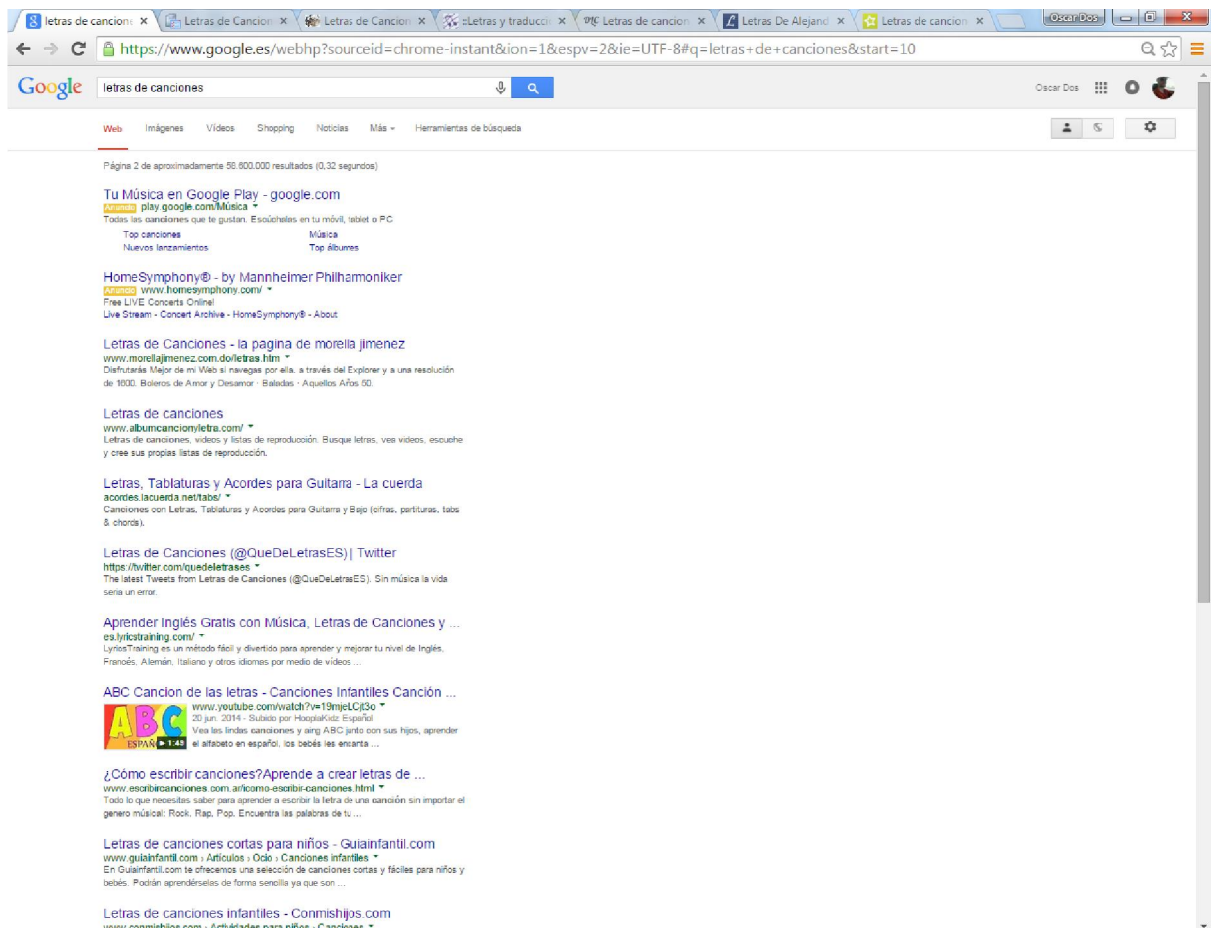 letras de cancione
Letras de Cancion
Letras de Cancion
::Letras y traducció
Letras de cancion
Letras De Alejand
Letras de cancion
Oscar Dos
https://www.google.es/webhp?sourceid=chrome-instant&ion=1&espv=2&ie=UTF-8#q=letras+de+canciones&start=10
Google
letras de canciones
Oscar Dos
Web Imágenes Vídeos Shopping Noticias Más Herramientas de búsqueda
Página 2 de aproximadamente 58.600.000 resultados (0,32 segundos)
Tu Música en Google Play - google.com
Anuncio play.google.com/Música
Todas las canciones que te gustan. Escúchalas en tu móvil, tablet o PC
Top canciones Música
Nuevos lanzamientos Top álbumes
HomeSymphony® - by Mannheimer Philharmoniker
Anuncio www.homesymphony.com/
Free LIVE Concerts Online!
Live Stream - Concert Archive - HomeSymphony® - About
Letras de Canciones - la pagina de morella jimenez
www.morellajimenez.com.do/letras.htm
Disfrutarás Mejor de mi Web si navegas por ella, a través del Explorer y a una resolución
de 1600. Boleros de Amor y Desamor · Baladas · Aquellos Años 60.
Letras de canciones
www.albumcancionyletra.com/
Letras de canciones, videos y listas de reproducción. Busque letras, vea videos, escuche
y cree sus propias listas de reproducción.
Letras, Tablaturas y Acordes para Guitarra - La cuerda
acordes.lacuerda.net/tabs/
Canciones con Letras, Tablaturas y Acordes para Guitarra y Bajo (cifras, partituras, tabs
& chords).
Letras de Canciones (@QueDeLetrasES) | Twitter
https://twitter.com/quedeletrases
The latest Tweets from Letras de Canciones (@QueDeLetrasES). Sin música la vida
seria un error.
Aprender Inglés Gratis con Música, Letras de Canciones y ...
es.lyricstraining.com/
LyricsTraining es un método fácil y divertido para aprender y mejorar tu nivel de Inglés,
Francés, Alemán, Italiano y otros idiomas por medio de vídeos ...
ABC Cancion de las letras - Canciones Infantiles Canción ...
ABC
ESPAÑ
1:43
www.youtube.com/watch?v=19mjeLCjt3o
20 jun. 2014 - Subido por HooplaKidz Español
Vea las lindas canciones y aing ABC junto con sus hijos, aprender
el alfabeto en español, los bebés les encanta ...
¿Cómo escribir canciones?Aprende a crear letras de ...
www.escribircanciones.com.ar/icomo-escribir-canciones.html
Todo lo que necesitas saber para aprender a escribir la letra de una canción sin importar el
genero músical: Rock, Rap, Pop. Encuentra las palabras de tu ...
Letras de canciones cortas para niños - Guiainfantil.com
www.guiainfantil.com › Artículos › Ocio › Canciones infantiles
En Guiainfantil.com te ofrecemos una selección de canciones cortas y fáciles para niños y
bebés. Podrán aprendérselas de forma sencilla ya que son ...
Letras de canciones infantiles - Conmishijos.com
www.conmishijos.com › Actividades para niños › Canciones